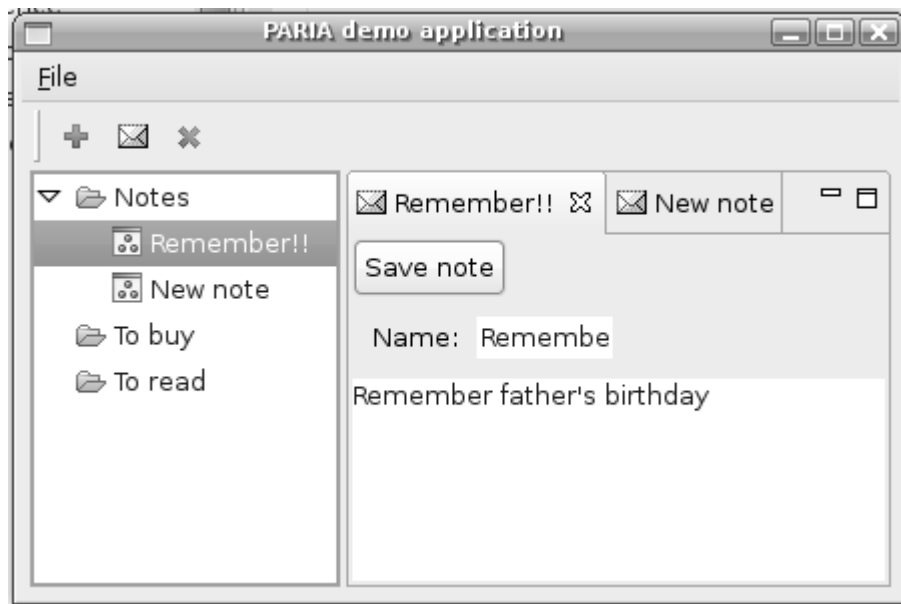 PARIA demo application
File
Notes
Remember!!
New note
To buy
To read
Remember!!
New note
Save note
Name: Remembe
Remember father's birthday